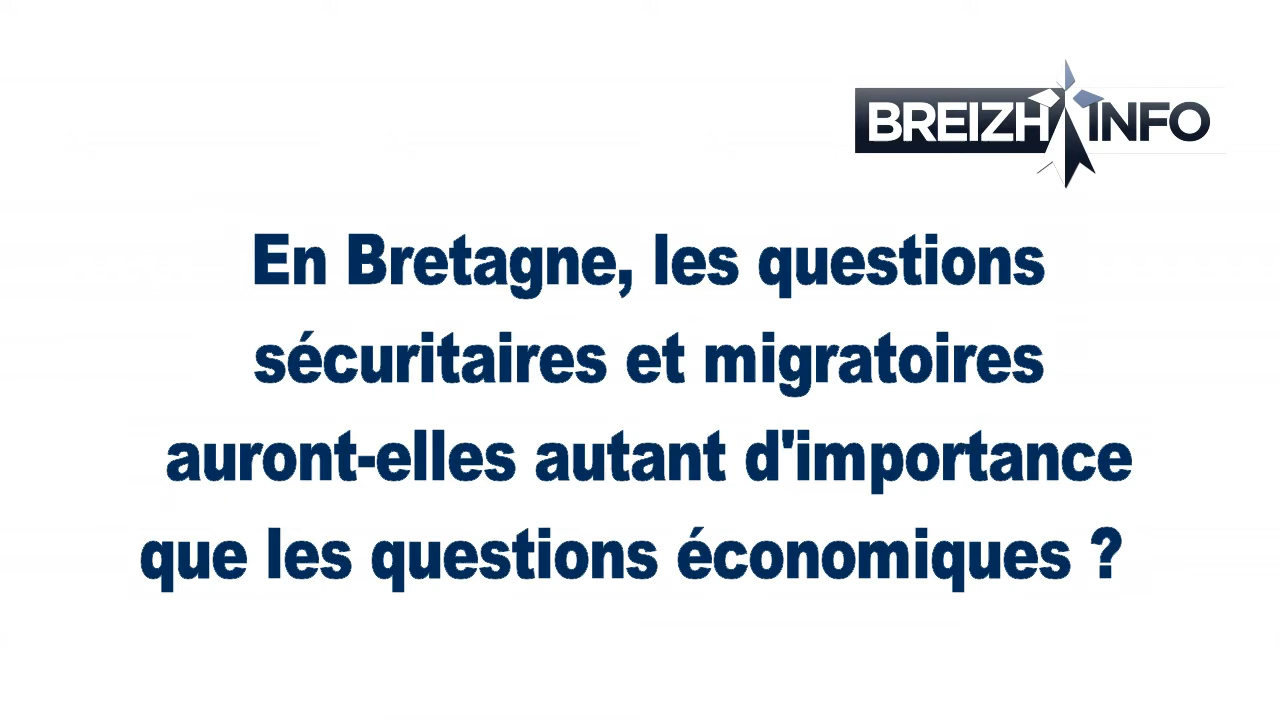 BREIZH INFO
En Bretagne, les questions
sécuritaires et migratoires
auront-elles autant d'importance
que les questions économiques ?